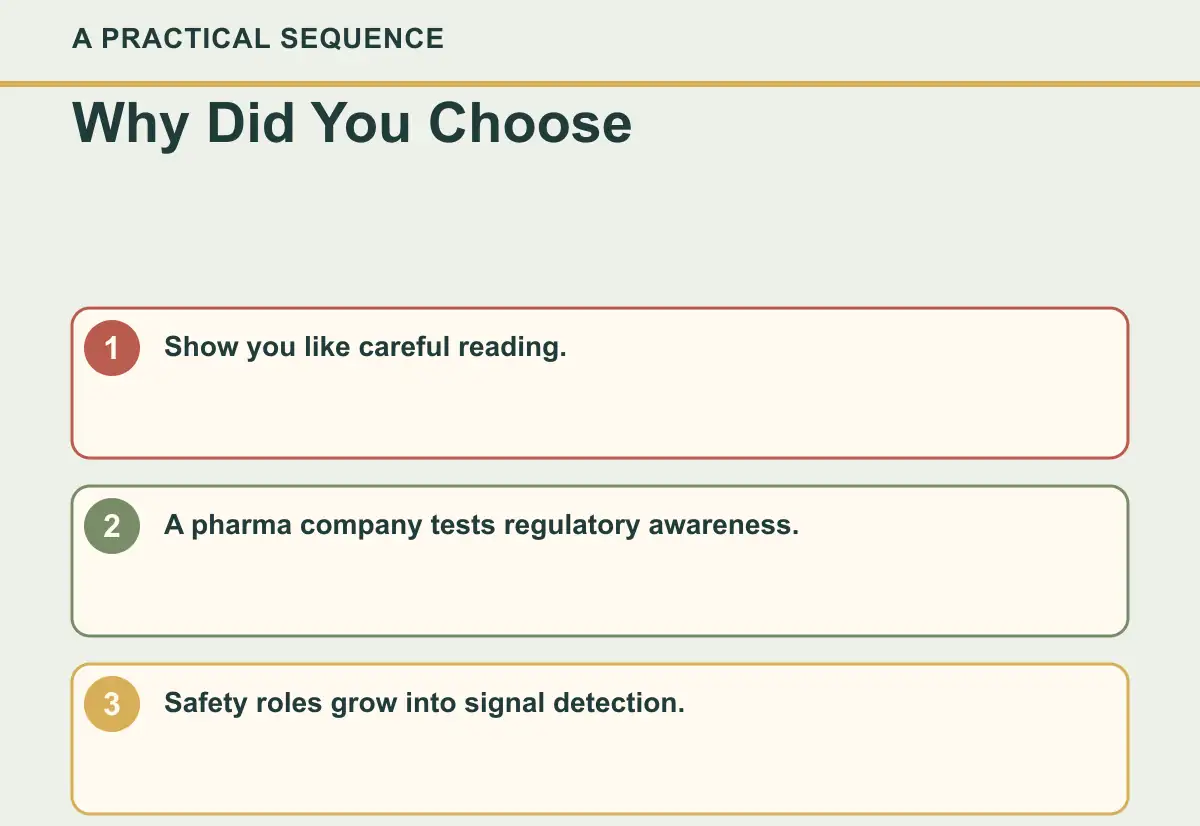 A PRACTICAL SEQUENCE
Why Did You Choose
1 Show you like careful reading.
2 A pharma company tests regulatory awareness.
3 Safety roles grow into signal detection.